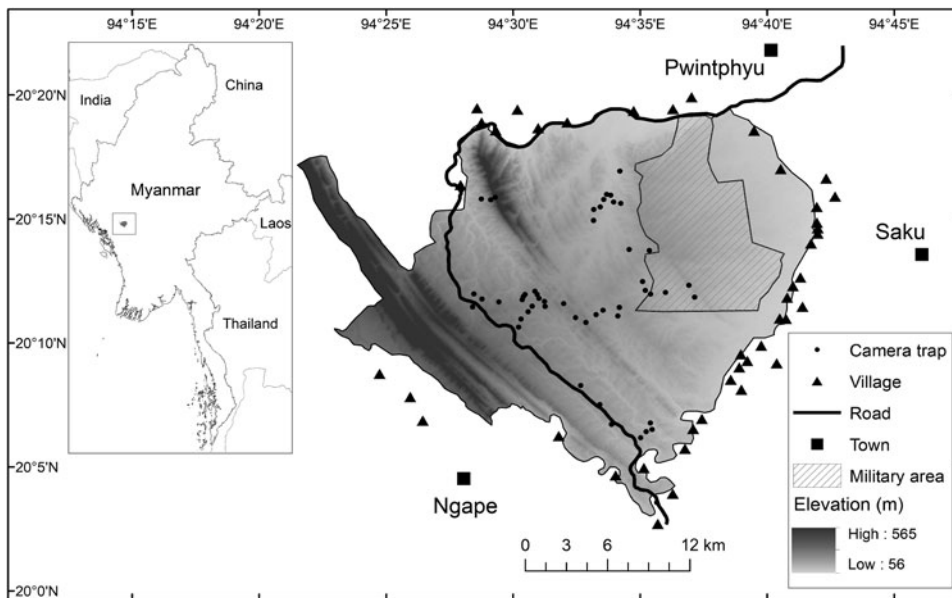 94°15'E 94°20'E 94°25'E 94°30'E 94°35'E 94°40'E 94°45'E
20°20'N
20°15'N
20°10'N
20°5'N
20°0'N
India
China
Myanmar
Laos
Thailand
Pwintphyu
Saku
Ngape
0 3 6 12 km
Camera trap
Village
Road
Town
Military area
Elevation (m)
High : 565
Low : 56